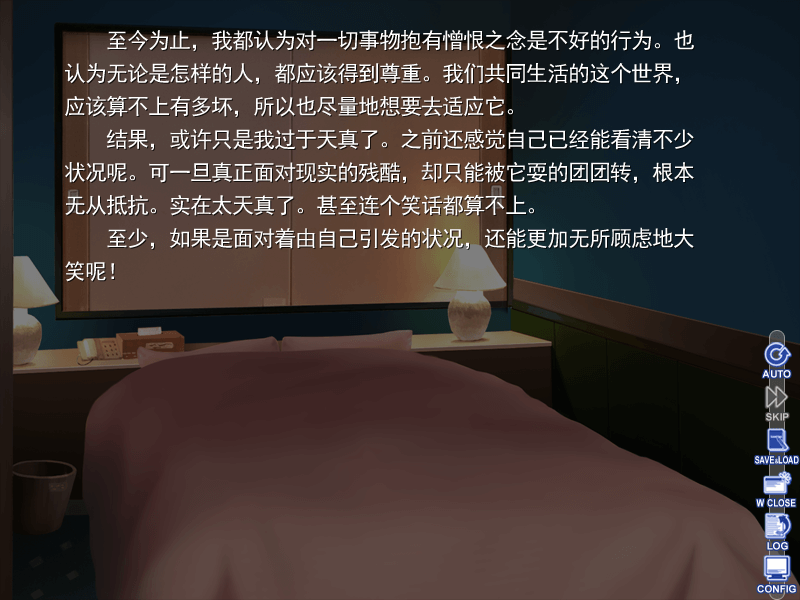 至今为止，我都认为对一切事物抱有憎恨之念是不好的行为。也
认为无论是怎样的人，都应该得到尊重。我们共同生活的这个世界，
应该算不上有多坏，所以也尽量地想要去适应它。
结果，或许只是我过于天真了。之前还感觉自己已经能看清不少
状况呢。可一旦真正面对现实的残酷，却只能被它耍的团团转，根本
无从抵抗。实在太天真了。甚至连个笑话都算不上。
至少，如果是面对着由自己引发的状况，还能更加无所顾虑地大
笑呢！
AUTO
SKIP
SAVE&LOAD
W CLOSE
LOG
CONFIG